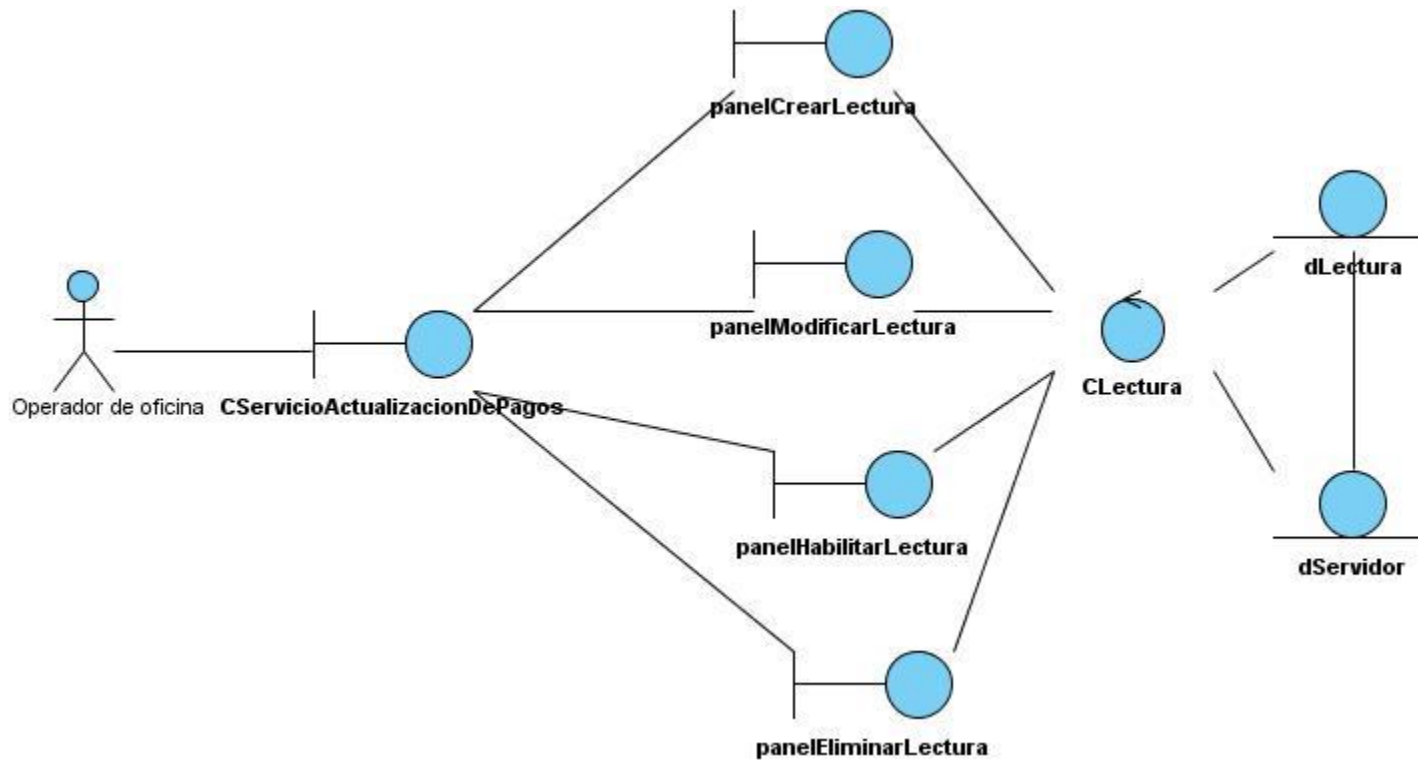 panelCrearLectura
dLectura
panelModificarLectura
CLectura
Operador de oficina
CServicioActualizacionDePagos
panelHabilitarLectura
dServidor
panelEliminarLectura